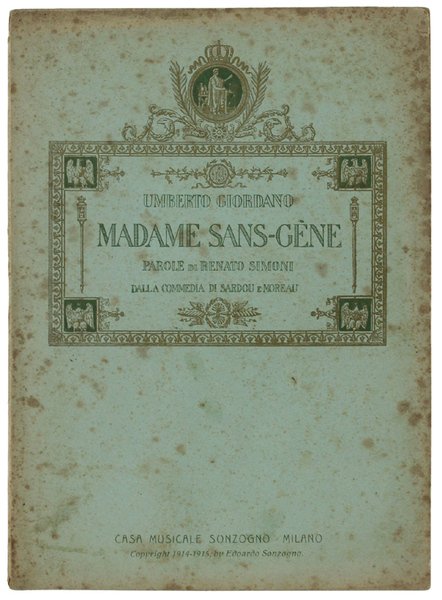 UMBERTO GIORDANO
MADAME SANS-GÊNE
PAROLE DI RENATO SIMONI
DALLA COMMEDIA DI SARDOU E MOREAU
CASA MUSICALE SONZOGNO - MILANO
Copyright 1914-1915, by Edoardo Sonzogno.